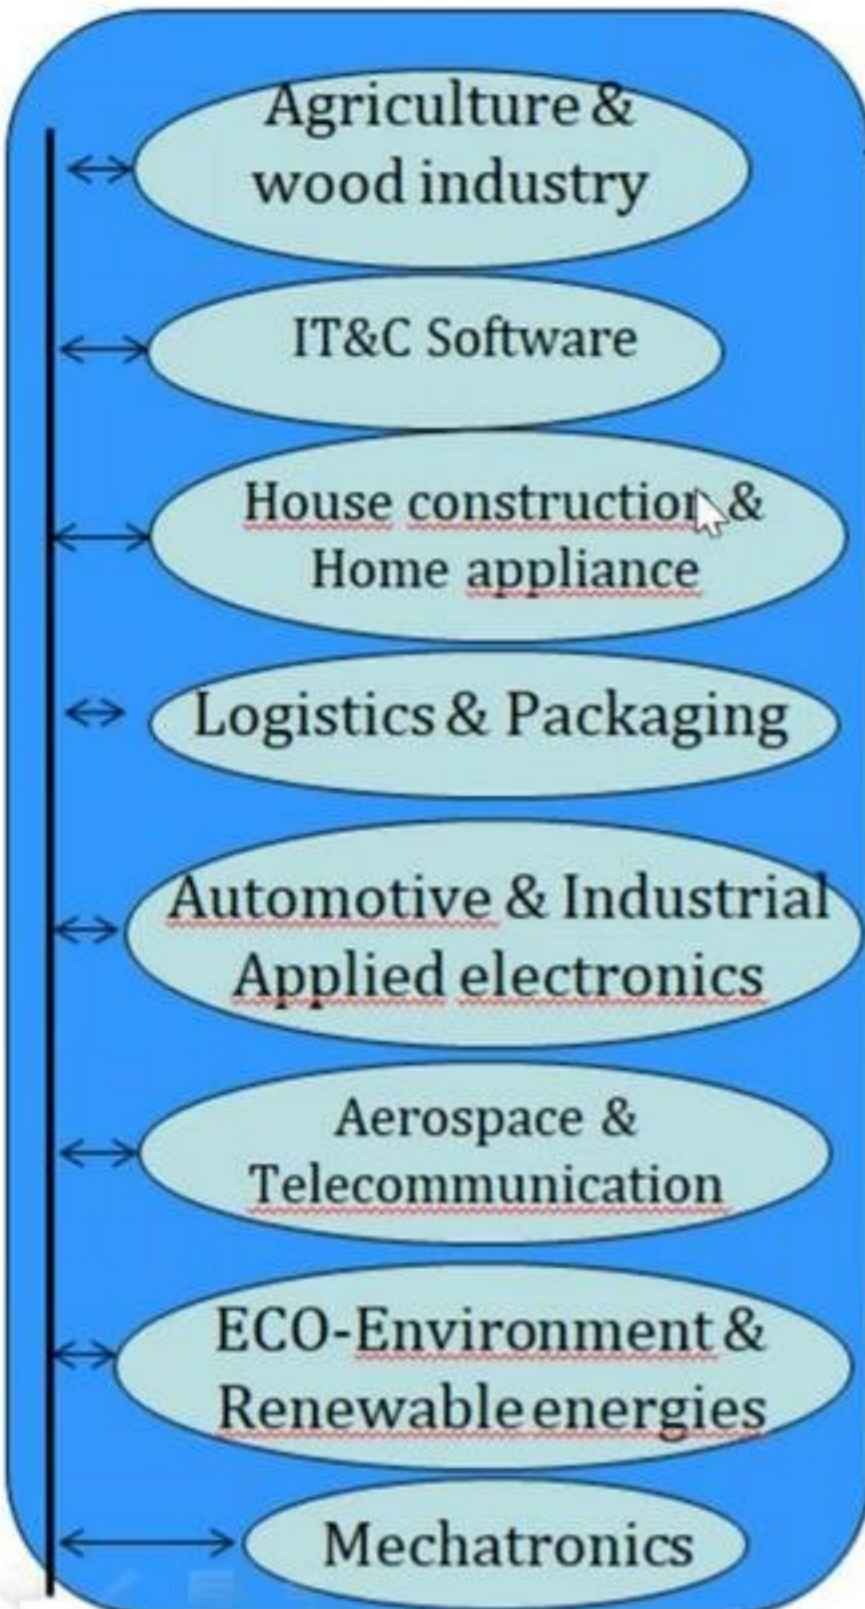 Agriculture &
wood industry
IT&C Software
House construction &
Home appliance
Logistics & Packaging
Automotive & Industrial
Applied electronics
Aerospace &
Telecommunication
ECO-Environment &
Renewable energies
Mechatronics